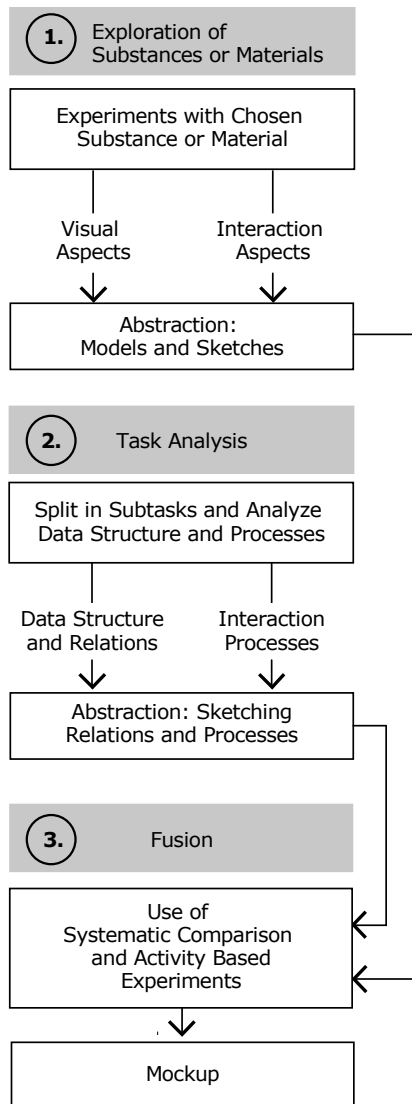 1. Exploration of
Substances or Materials
Experiments with Chosen
Substance or Material
Visual
Aspects
Interaction
Aspects
Abstraction:
Models and Sketches
2. Task Analysis
Split in Subtasks and Analyze
Data Structure and Processes
Data Structure
and Relations
Interaction
Processes
Abstraction: Sketching
Relations and Processes
3. Fusion
Use of
Systematic Comparison
and Activity Based
Experiments
Mockup